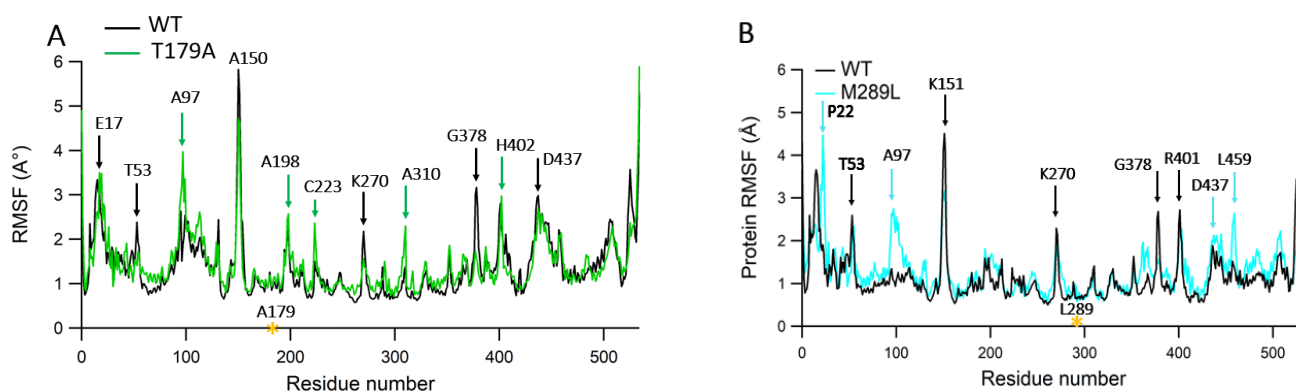 A
WT
T179A
RMSF (A°)
6
5
4
3
2
1
0
E17
T53
A97
A150
A198
C223
K270
A310
G378
H402
D437
A179
0
100
200
300
400
500
Residue number
B
WT
M289L
Protein RMSF (Å)
6
5
4
3
2
1
0
P22
T53
A97
K151
K270
G378
R401
D437
L459
L289
0
100
200
300
400
500
Residue number